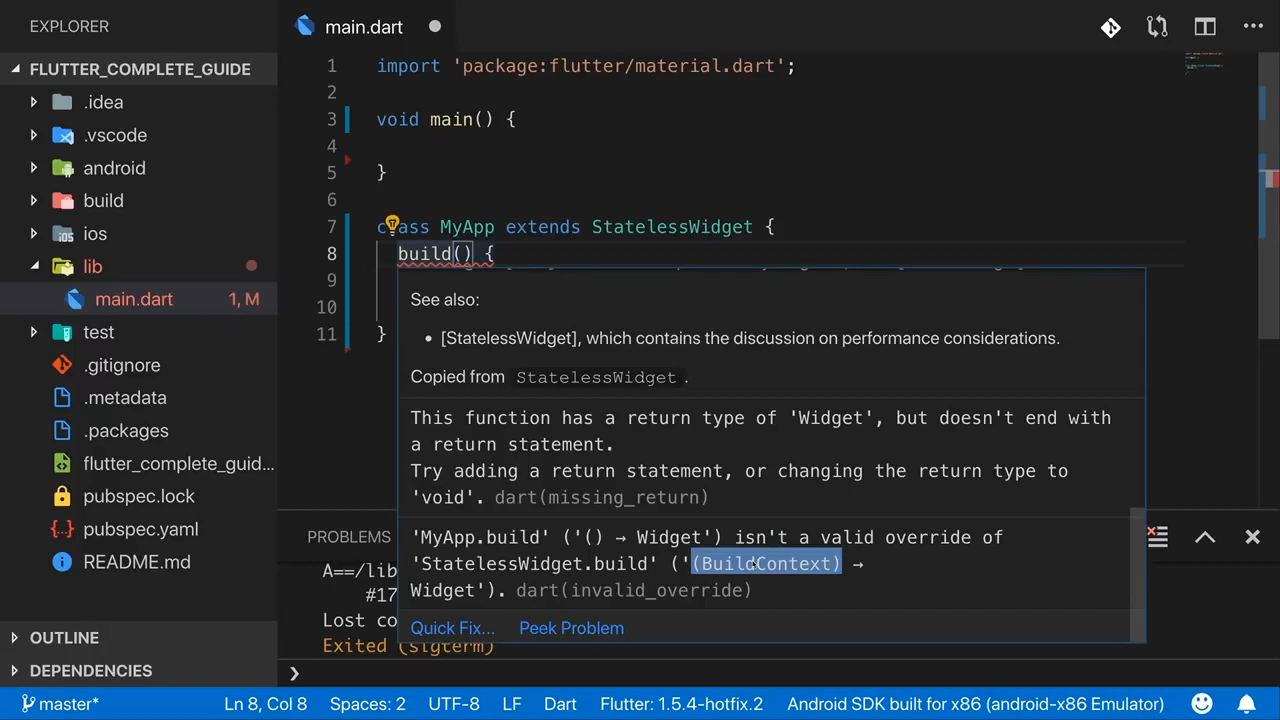 EXPLORER
main.dart
FLUTTER_COMPLETE_GUIDE
.idea
.vscode
android
build
ios
lib
main.dart 1, M
test
.gitignore
.metadata
.packages
flutter_complete_guid...
pubspec.lock
pubspec.yaml
README.md
OUTLINE
DEPENDENCIES
1 import 'package:flutter/material.dart';
2
3 void main() {
4
5 }
6
7 class MyApp extends StatelessWidget {
8 build() {
9
10
11 }
See also:
• [StatelessWidget], which contains the discussion on performance considerations.
Copied from StatelessWidget .
This function has a return type of 'Widget', but doesn't end with
a return statement.
Try adding a return statement, or changing the return type to
'void'. dart(missing_return)
'MyApp.build' ('() → Widget') isn't a valid override of
'StatelessWidget.build' ('(BuildContext) →
Widget'). dart(invalid_override)
Quick Fix... Peek Problem
PROBLEMS
A==/lib
#17
Lost co
Exited (sigterm)
master* Ln 8, Col 8 Spaces: 2 UTF-8 LF Dart Flutter: 1.5.4-hotfix.2 Android SDK built for x86 (android-x86 Emulator)